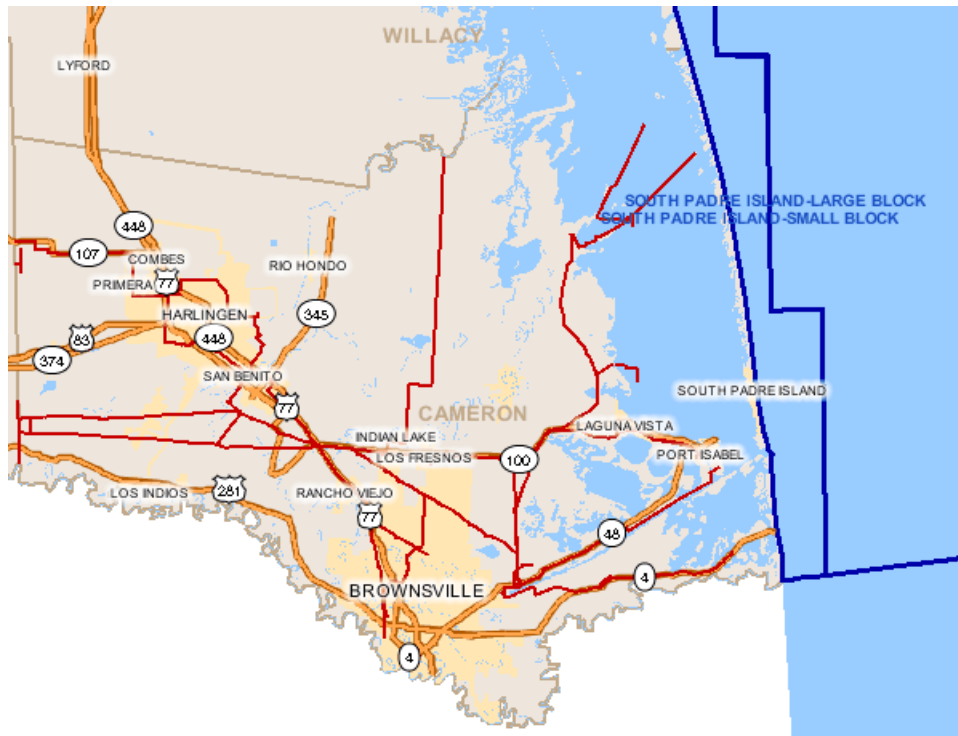 WILLACY
LYFORD
SOUTH PADRE ISLAND-LARGE BLOCK
SOUTH PADRE ISLAND-SMALL BLOCK
448
107
COMBES
RIO HONDO
PRIMERA
77
HARLINGEN
345
83
448
374
SAN BENITO
SOUTH PADRE ISLAND
77
CAMERON
LAGUNA VISTA
INDIAN LAKE
LOS FRESNOS
100
PORT ISABEL
LOS INDIOS
281
RANCHO VIEJO
77
48
4
BROWNSVILLE
4